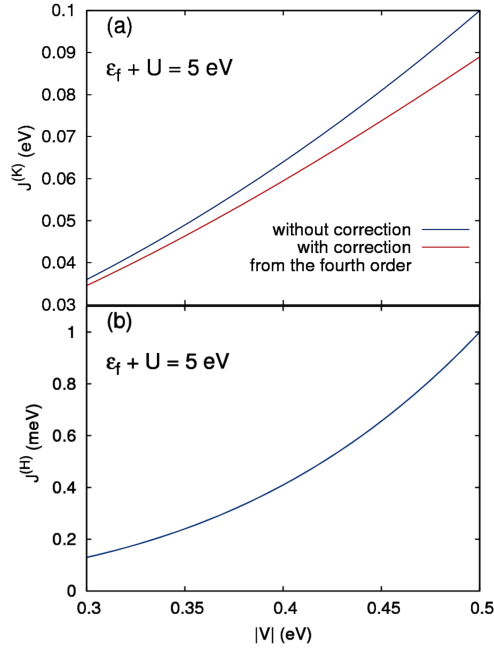 (a)
εf + U = 5 eV
0.1
0.09
0.08
0.07
0.06
0.05
0.04
0.03
J(K) (eV)
without correction
with correction
from the fourth order
(b)
εf + U = 5 eV
1
0.8
0.6
0.4
0.2
0
J(H) (meV)
0.3 0.35 0.4 0.45 0.5
|V| (eV)